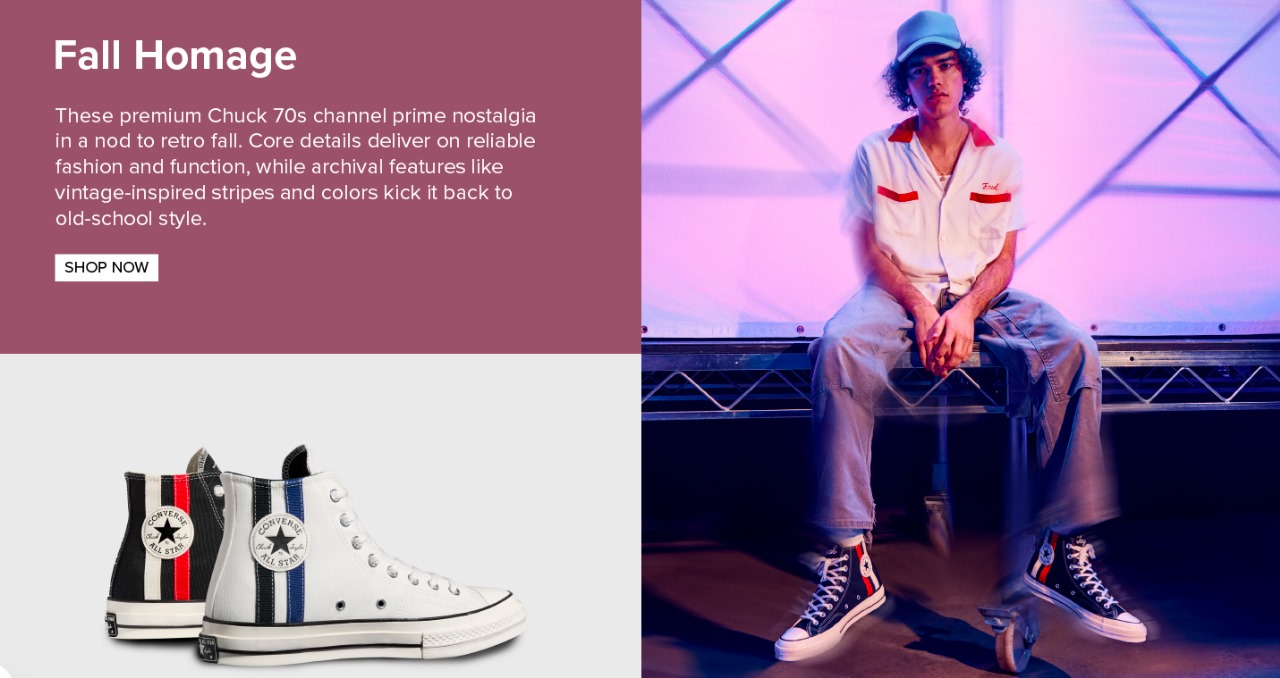 Fall Homage
These premium Chuck 70s channel prime nostalgia
in a nod to retro fall. Core details deliver on reliable
fashion and function, while archival features like
vintage-inspired stripes and colors kick it back to
old-school style.
SHOP NOW
CONVERSE
Chuck Taylor
ALL STAR
CONVERSE
Chuck Taylor
ALL STAR
Fred